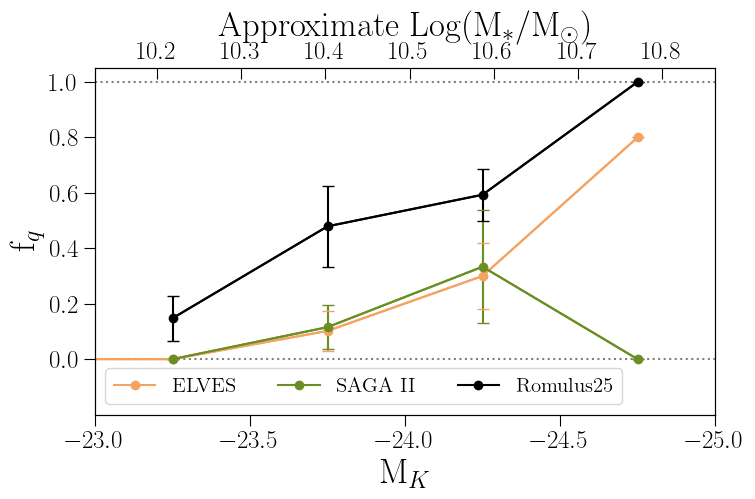 Approximate Log(M*/M⊙)
10.2 10.3 10.4 10.5 10.6 10.7 10.8
1.0
0.8
0.6
0.4
0.2
0.0
f_q
ELVES SAGA II Romulus25
−23.0 −23.5 −24.0 −24.5 −25.0
M_K